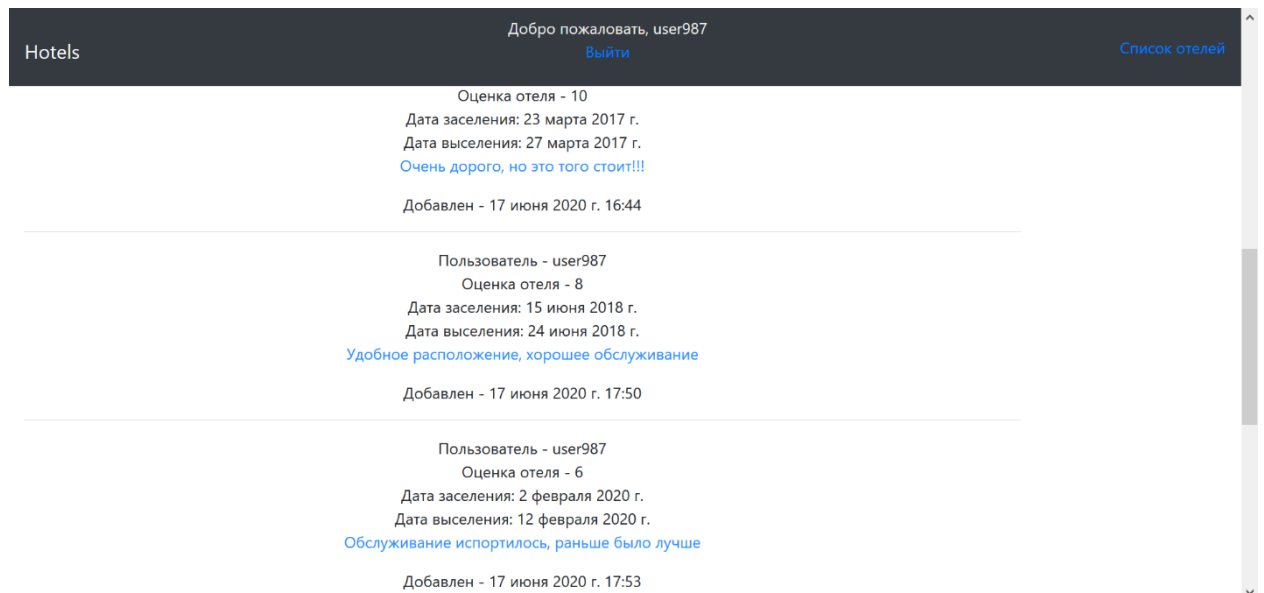 Добро пожаловать, user987
Hotels
Выйти
Список отелей
Оценка отеля - 10
Дата заселения: 23 марта 2017 г.
Дата выселения: 27 марта 2017 г.
Очень дорого, но это того стоит!!!
Добавлен - 17 июня 2020 г. 16:44
Пользователь - user987
Оценка отеля - 8
Дата заселения: 15 июня 2018 г.
Дата выселения: 24 июня 2018 г.
Удобное расположение, хорошее обслуживание
Добавлен - 17 июня 2020 г. 17:50
Пользователь - user987
Оценка отеля - 6
Дата заселения: 2 февраля 2020 г.
Дата выселения: 12 февраля 2020 г.
Обслуживание испортилось, раньше было лучше
Добавлен - 17 июня 2020 г. 17:53